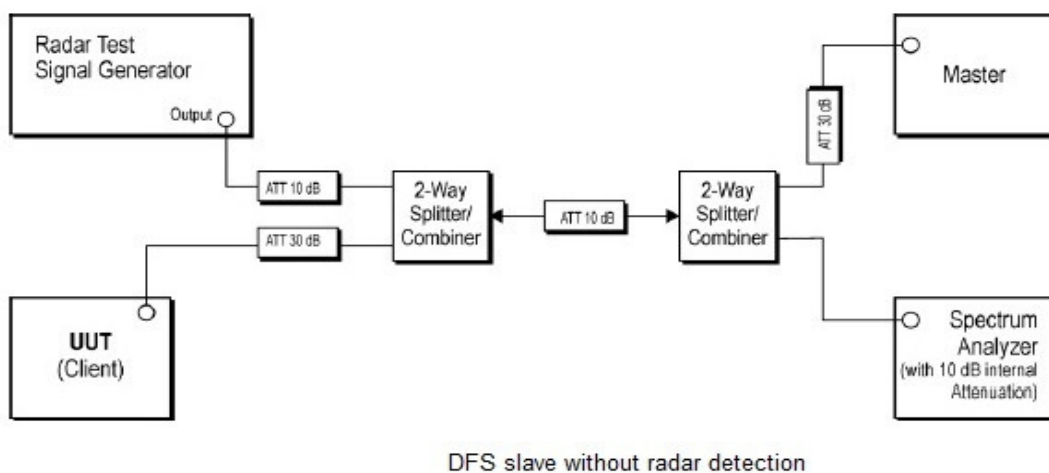 Radar Test
Signal Generator
Output
ATT 10 dB
ATT 30 dB
2-Way
Splitter/
Combiner
ATT 10 dB
2-Way
Splitter/
Combiner
ATT 30 dB
Master
UUT
(Client)
Spectrum
Analyzer
(with 10 dB internal
Attenuation)
DFS slave without radar detection